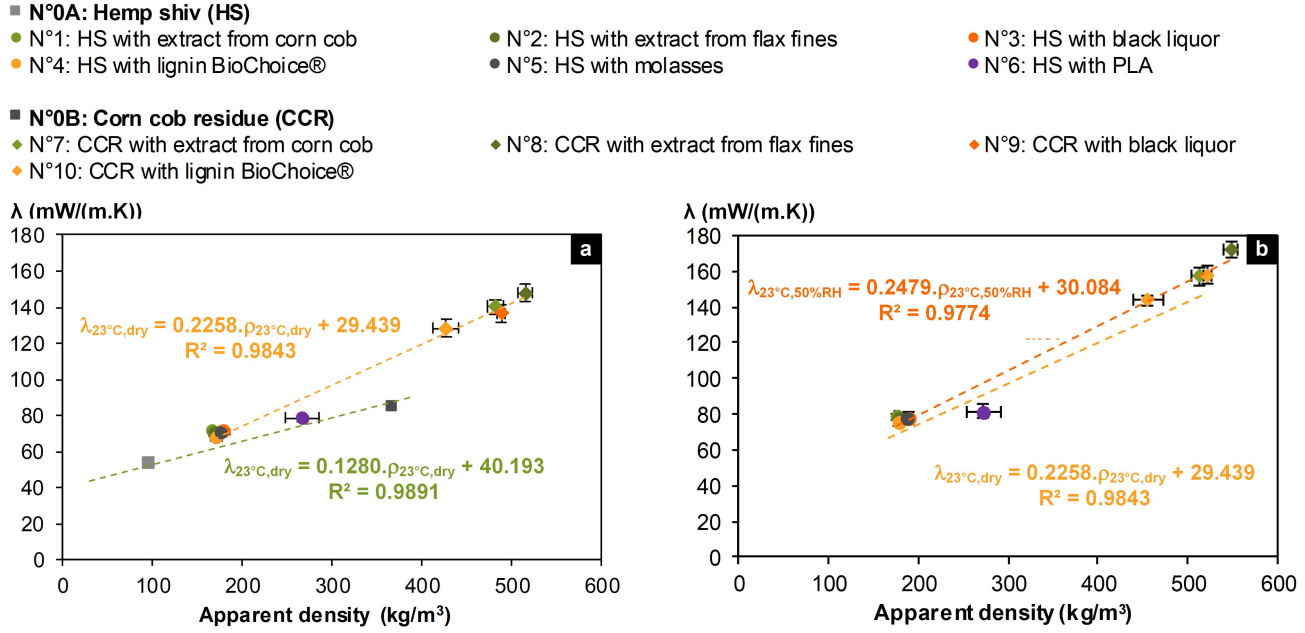 N°0A: Hemp shiv (HS)
N°1: HS with extract from corn cob
N°2: HS with extract from flax fines
N°3: HS with black liquor
N°4: HS with lignin BioChoice®
N°5: HS with molasses
N°6: HS with PLA
N°0B: Corn cob residue (CCR)
N°7: CCR with extract from corn cob
N°8: CCR with extract from flax fines
N°9: CCR with black liquor
N°10: CCR with lignin BioChoice®
λ (mW/(m.K))
a
180
160
140
120
100
80
60
40
20
0
λ23°C,dry = 0.2258.ρ23°C,dry + 29.439
R² = 0.9843
λ23°C,dry = 0.1280.ρ23°C,dry + 40.193
R² = 0.9891
0 100 200 300 400 500 600
Apparent density (kg/m³)
λ (mW/(m.K))
b
180
160
140
120
100
80
60
40
20
0
λ23°C,50%RH = 0.2479.ρ23°C,50%RH + 30.084
R² = 0.9774
λ23°C,dry = 0.2258.ρ23°C,dry + 29.439
R² = 0.9843
0 100 200 300 400 500 600
Apparent density (kg/m³)